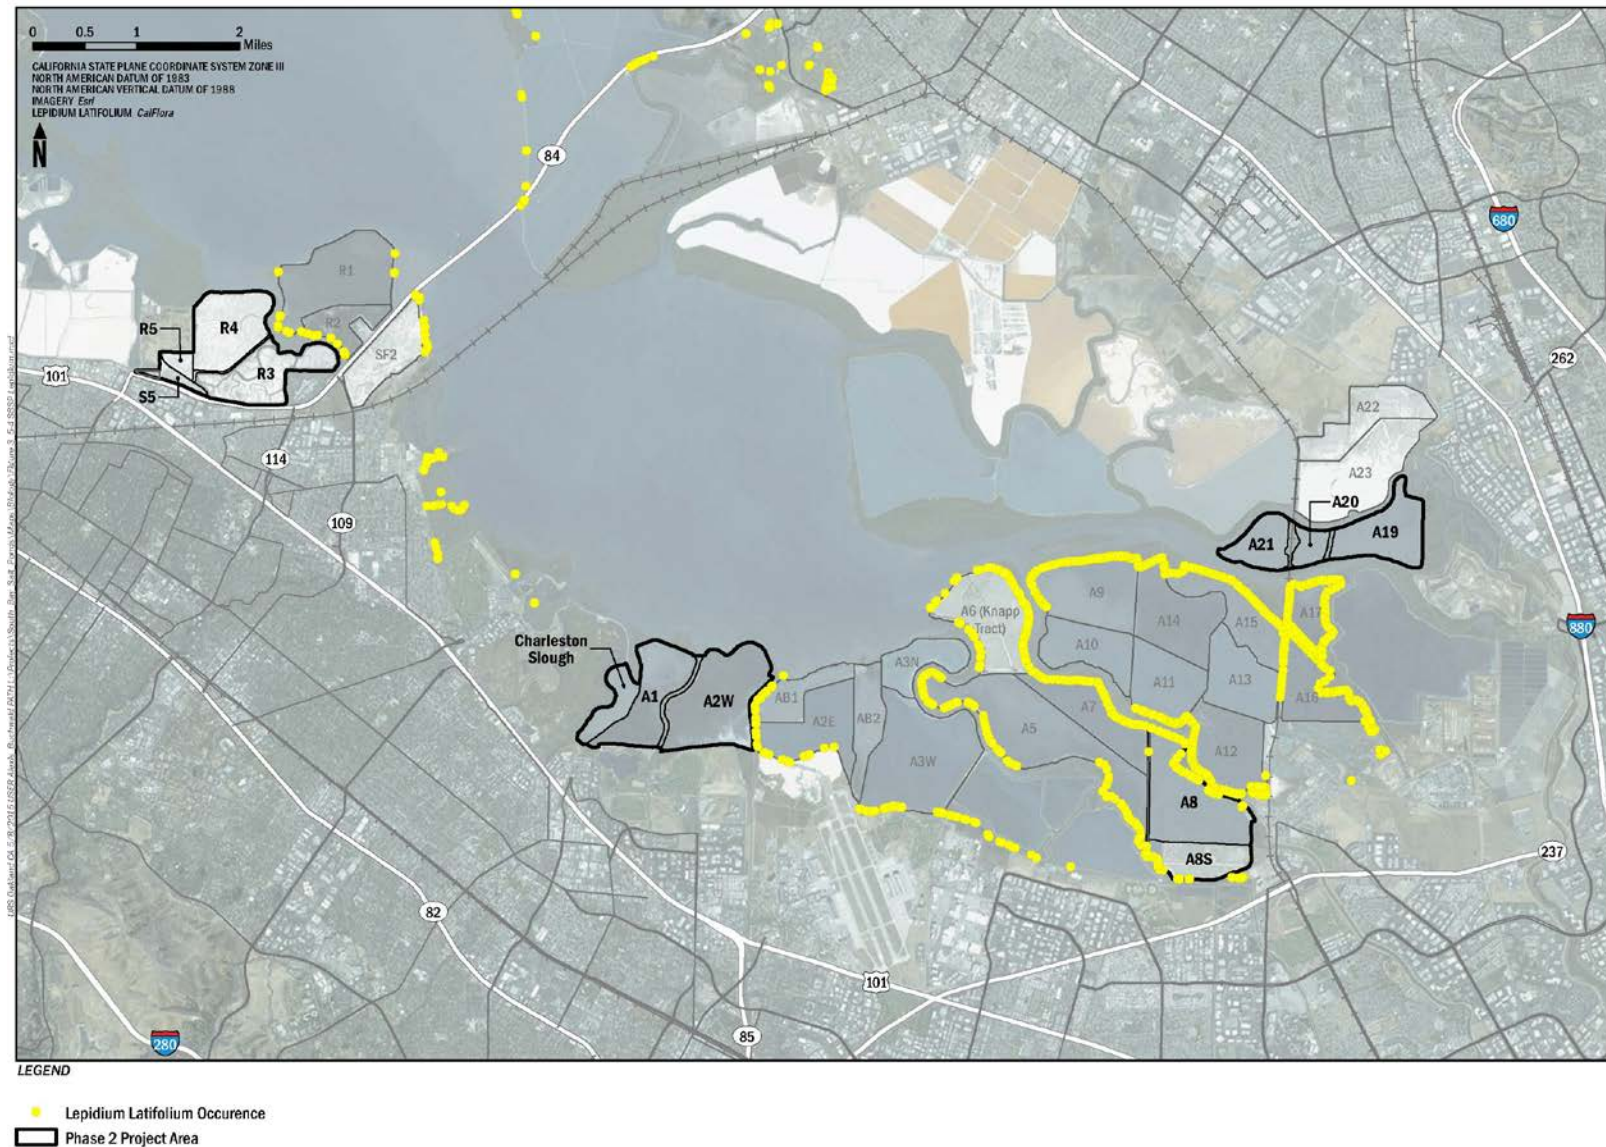 0 0.5 1 2
Miles
CALIFORNIA STATE PLANE COORDINATE SYSTEM ZONE III
NORTH AMERICAN DATUM OF 1983
NORTH AMERICAN VERTICAL DATUM OF 1988
IMAGERY Esri
LEPIDIUM LATIFOLIUM CalFlora
N
84
680
R1
R2
R5
R4
SF2
R3
101
S5
262
A22
A23
114
A20
A21
A19
109
A9
A6 (Knapp
Tract)
A14
A15
A17
880
Charleston
Slough
A10
A3N
A1
A2W
AB1
A11
A13
A16
A2E
AB2
A7
A5
A12
A3W
A8
A8S
237
82
101
280
85
LEGEND
Lepidium Latifolium Occurence
Phase 2 Project Area